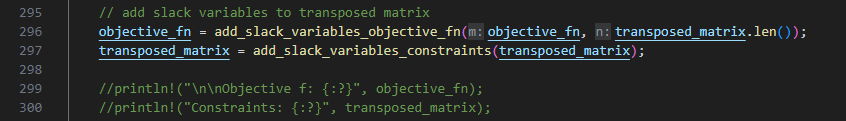 295 // add slack variables to transposed matrix
296 objective_fn = add_slack_variables_objective_fn(m: objective_fn, n: transposed_matrix.len());
297 transposed_matrix = add_slack_variables_constraints(transposed_matrix);
298
299 //println!("\n\nObjective f: {:?}", objective_fn);
300 //println!("Constraints: {:?}", transposed_matrix);